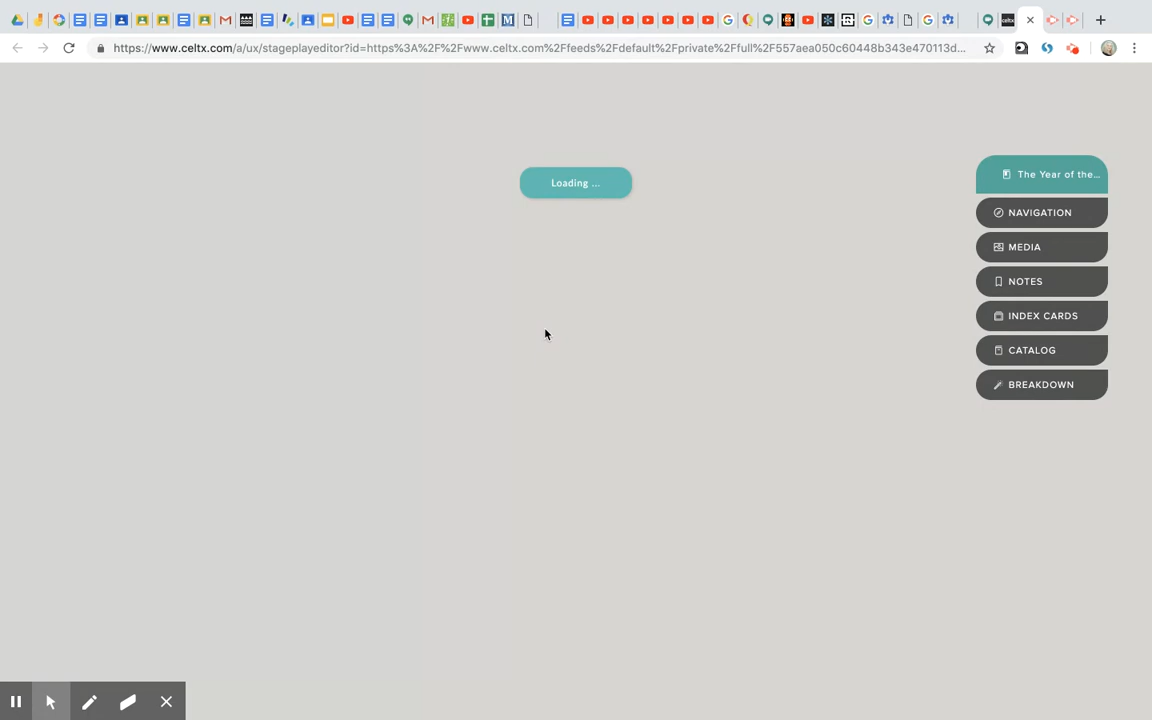 celtx
https://www.celtx.com/a/ux/stageplayeditor?id=https%3A%2F%2Fwww.celtx.com%2Ffeeds%2Fdefault%2Fprivate%2Ffull%2F557aea050c60448b343e470113d...
Loading ...
The Year of the...
NAVIGATION
MEDIA
NOTES
INDEX CARDS
CATALOG
BREAKDOWN